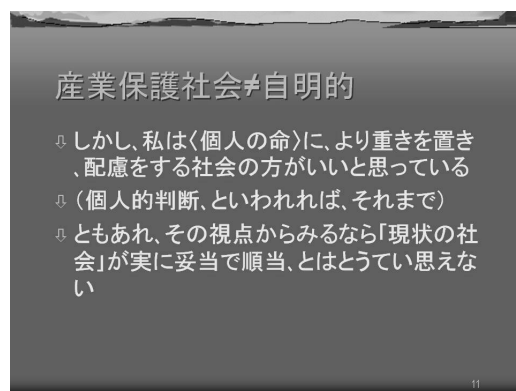 産業保護社会≠自明的
しかし、私は〈個人の命〉に、より重きを置き
、配慮をする社会の方がいいと思っている
（個人的判断、といわれれば、それまで）
ともあれ、その視点からみるなら「現状の社
会」が実に妥当で順当、とはとうてい思えな
い
11